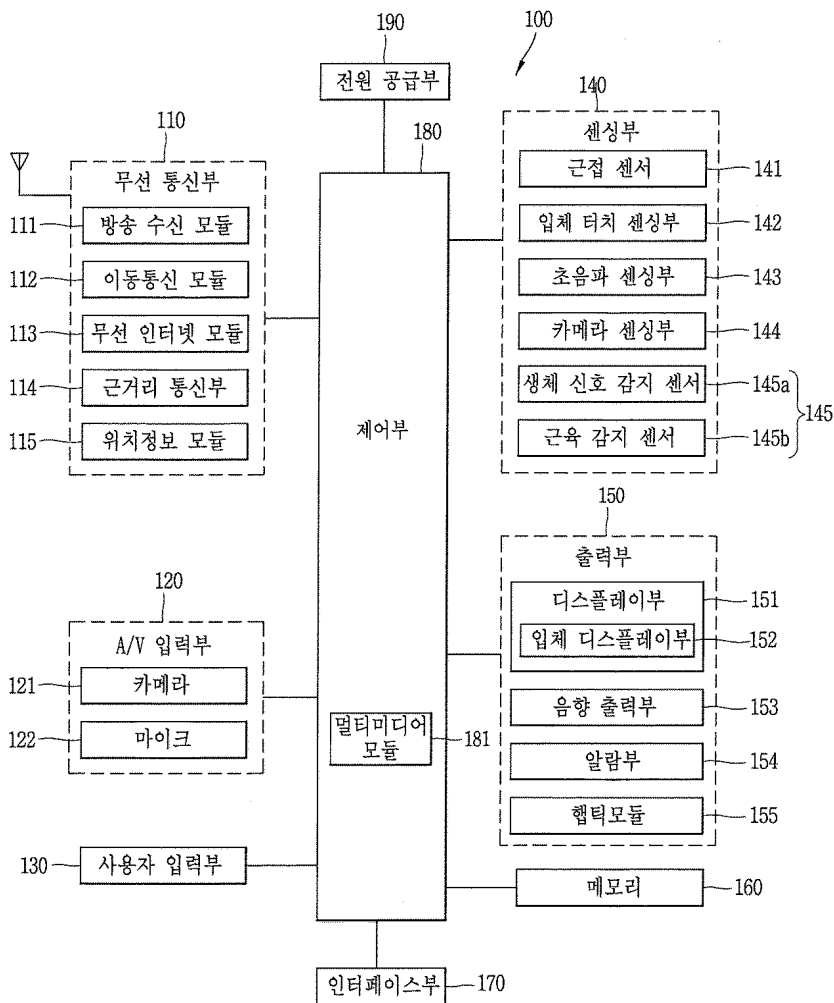 190
100
전원 공급부
110
무선 통신부
111 방송 수신 모듈
112 이동통신 모듈
113 무선 인터넷 모듈
114 근거리 통신부
115 위치정보 모듈
120
A/V 입력부
121 카메라
122 마이크
130 사용자 입력부
180
제어부
멀티미디어
모듈 181
140
센싱부
근접 센서 141
입체 터치 센싱부 142
초음파 센싱부 143
카메라 센싱부 144
생체 신호 감지 센서 145a
145
근육 감지 센서 145b
150
출력부
디스플레이부 151
입체 디스플레이부 152
음향 출력부 153
알람부 154
햅틱모듈 155
메모리 160
인터페이스부 170